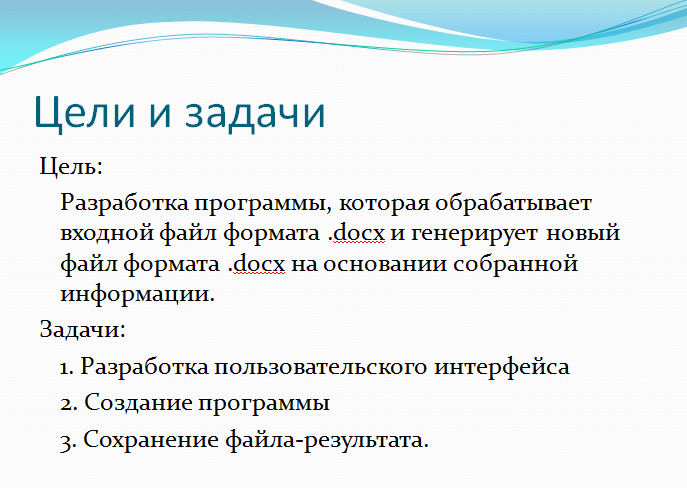 Цели и задачи
Цель:
Разработка программы, которая обрабатывает
входной файл формата .docx и генерирует новый
файл формата .docx на основании собранной
информации.
Задачи:
1. Разработка пользовательского интерфейса
2. Создание программы
3. Сохранение файла-результата.